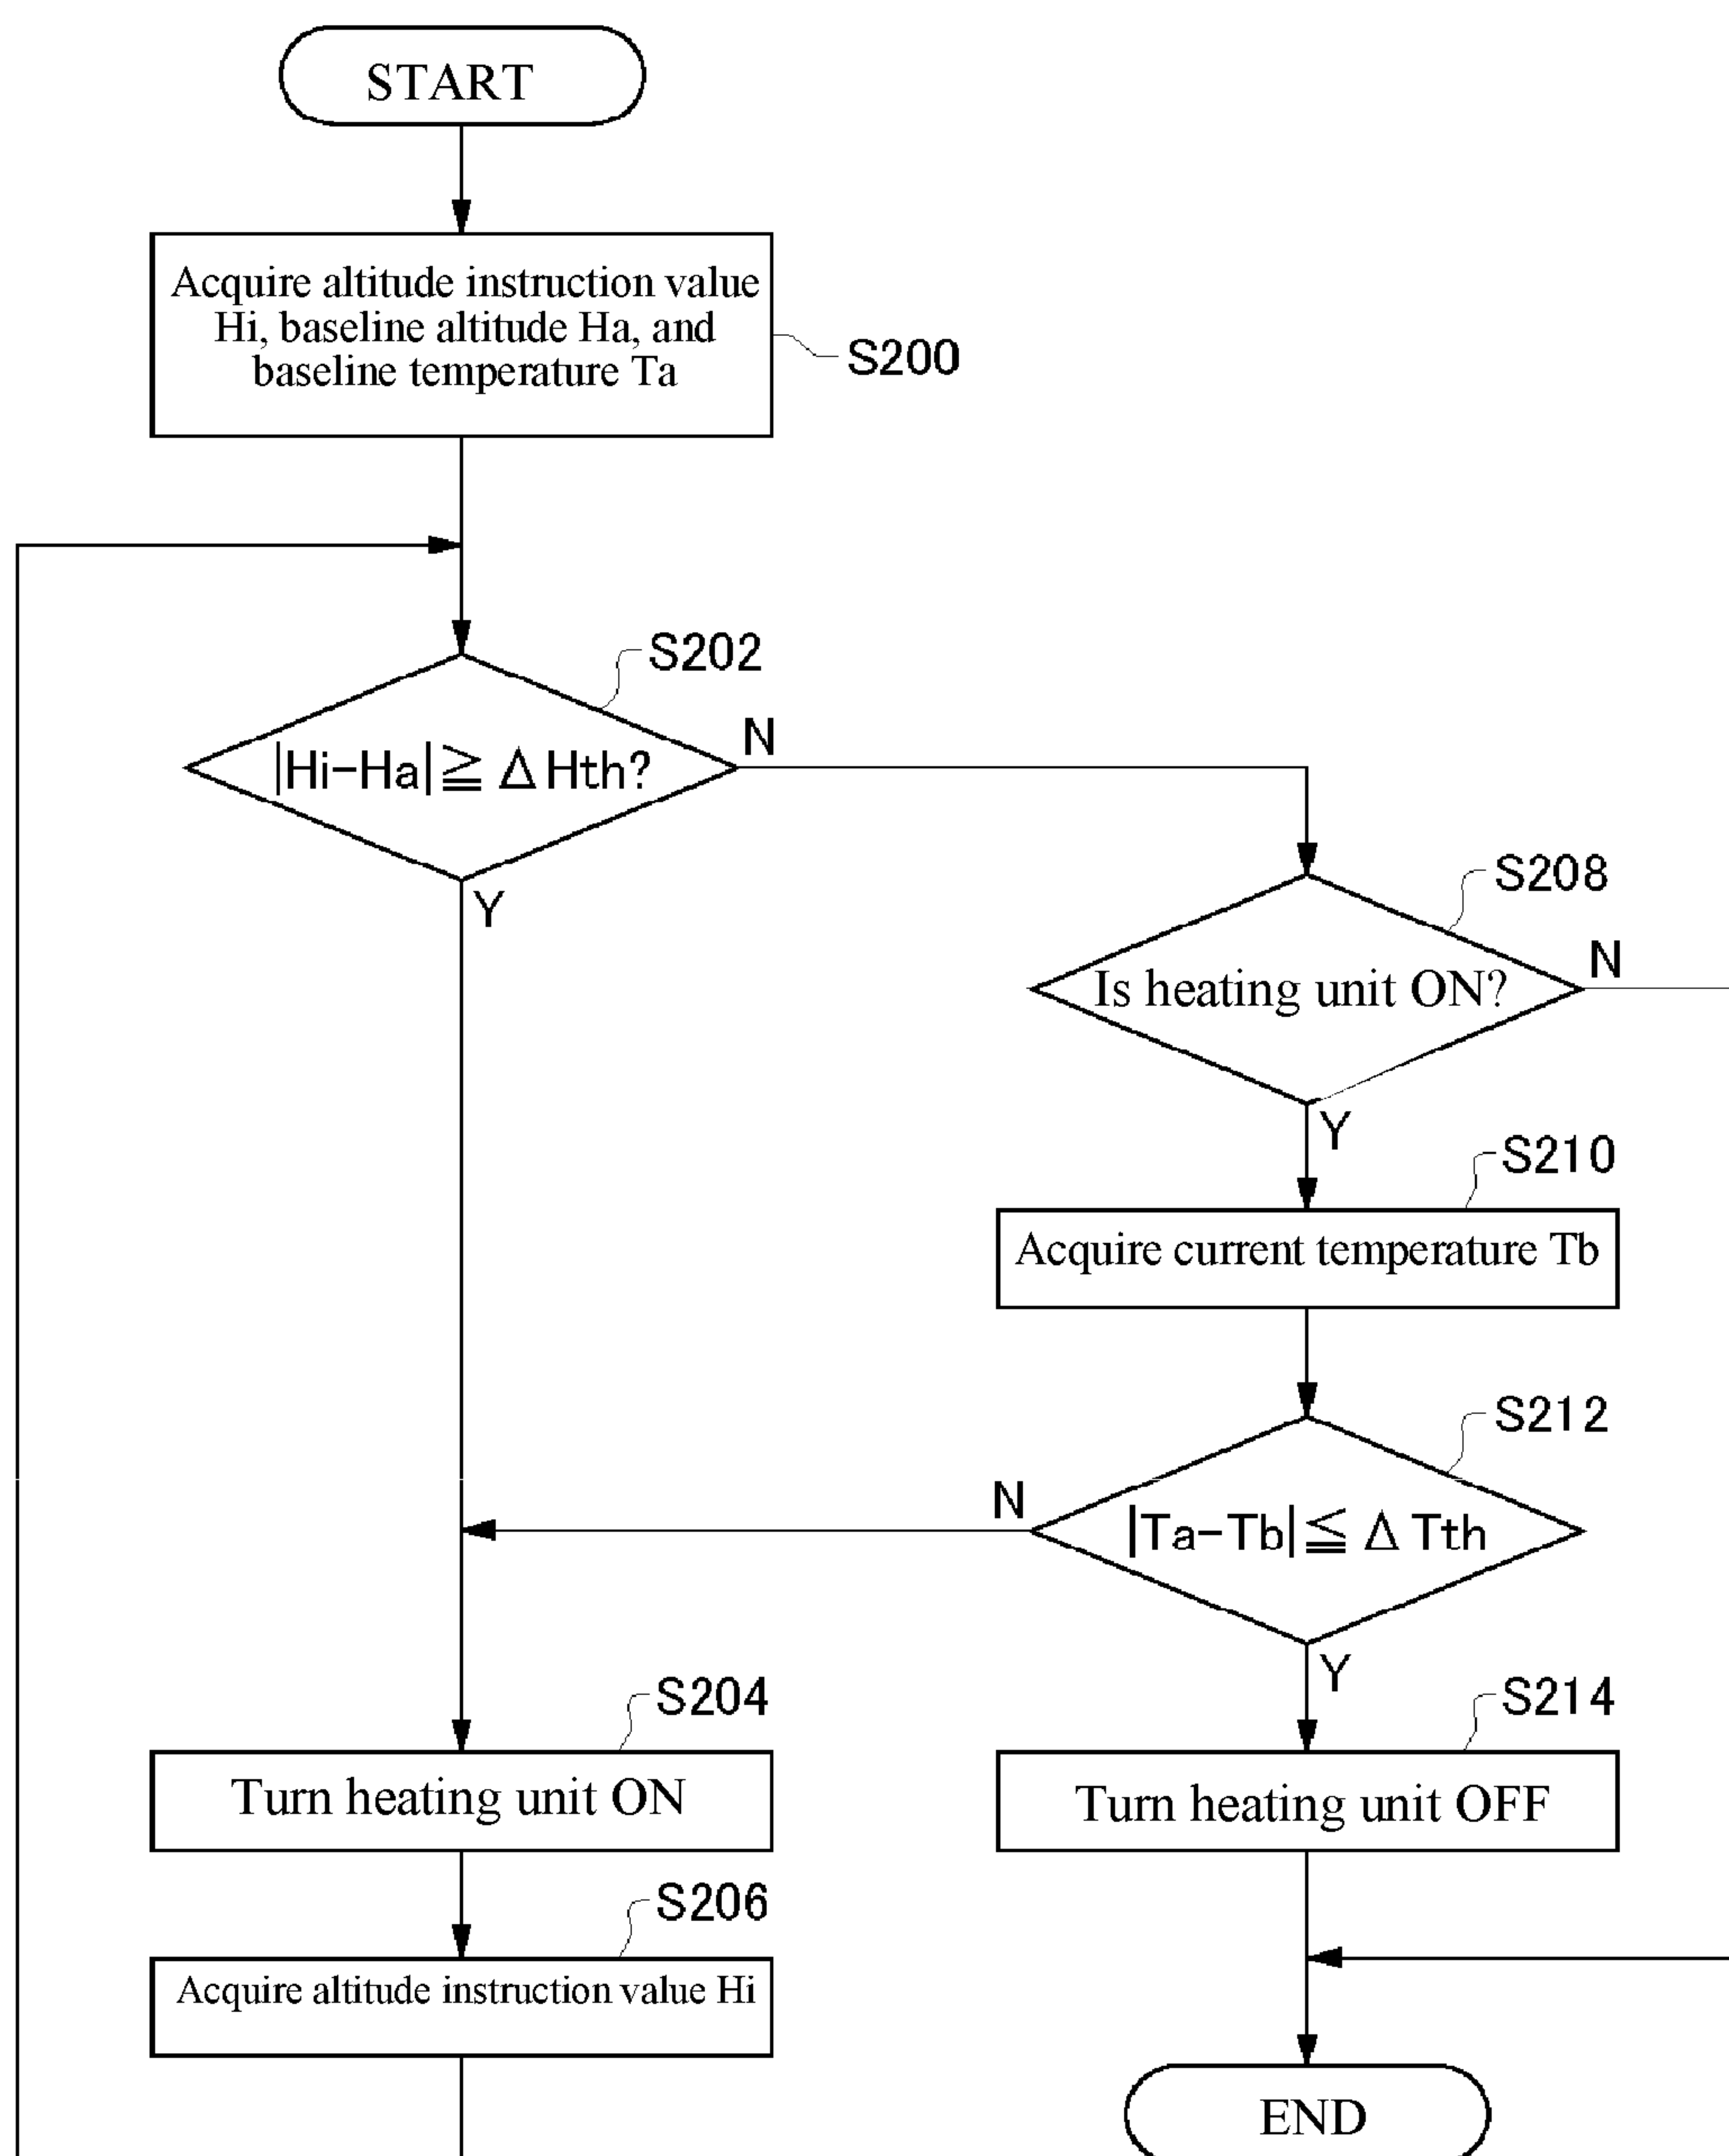 START
Acquire altitude instruction value
Hi, baseline altitude Ha, and
baseline temperature Ta
S200
S202
|Hi-Ha|≧ΔHth?
N
Y
S208
Is heating unit ON?
N
Y
S210
Acquire current temperature Tb
S212
|Ta-Tb|≦ΔTth
N
Y
S204
Turn heating unit ON
S214
Turn heating unit OFF
S206
Acquire altitude instruction value Hi
END